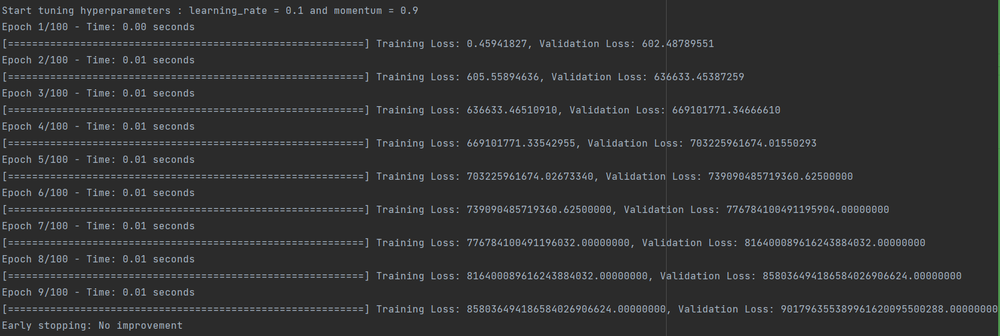 Start tuning hyperparameters : learning_rate = 0.1 and momentum = 0.9
Epoch 1/100 - Time: 0.00 seconds
[===========================================================] Training Loss: 0.45941827, Validation Loss: 602.48789551
Epoch 2/100 - Time: 0.01 seconds
[===========================================================] Training Loss: 605.55894636, Validation Loss: 636633.45387259
Epoch 3/100 - Time: 0.01 seconds
[===========================================================] Training Loss: 636633.46510910, Validation Loss: 669101771.34666610
Epoch 4/100 - Time: 0.01 seconds
[===========================================================] Training Loss: 669101771.33542955, Validation Loss: 703225961674.01550293
Epoch 5/100 - Time: 0.01 seconds
[===========================================================] Training Loss: 703225961674.02673340, Validation Loss: 739090485719360.62500000
Epoch 6/100 - Time: 0.01 seconds
[===========================================================] Training Loss: 739090485719360.62500000, Validation Loss: 776784100491195904.00000000
Epoch 7/100 - Time: 0.01 seconds
[===========================================================] Training Loss: 776784100491196032.00000000, Validation Loss: 816400089616243884032.00000000
Epoch 8/100 - Time: 0.01 seconds
[===========================================================] Training Loss: 816400089616243884032.00000000, Validation Loss: 858036494186584026906624.00000000
Epoch 9/100 - Time: 0.01 seconds
[===========================================================] Training Loss: 858036494186584026906624.00000000, Validation Loss: 901796355389961620095500288.00000000
Early stopping: No improvement